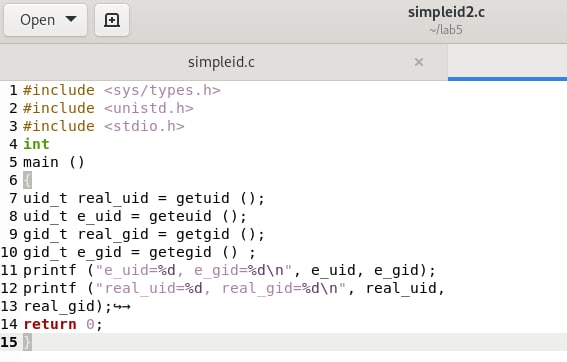 Open
simpleid2.c
~/lab5
simpleid.c ×
1 #include <sys/types.h>
2 #include <unistd.h>
3 #include <stdio.h>
4 int
5 main ()
6 {
7 uid_t real_uid = getuid ();
8 uid_t e_uid = geteuid ();
9 gid_t real_gid = getgid ();
10 gid_t e_gid = getegid () ;
11 printf ("e_uid=%d, e_gid=%d\n", e_uid, e_gid);
12 printf ("real_uid=%d, real_gid=%d\n", real_uid,
13 real_gid);↪→
14 return 0;
15 }